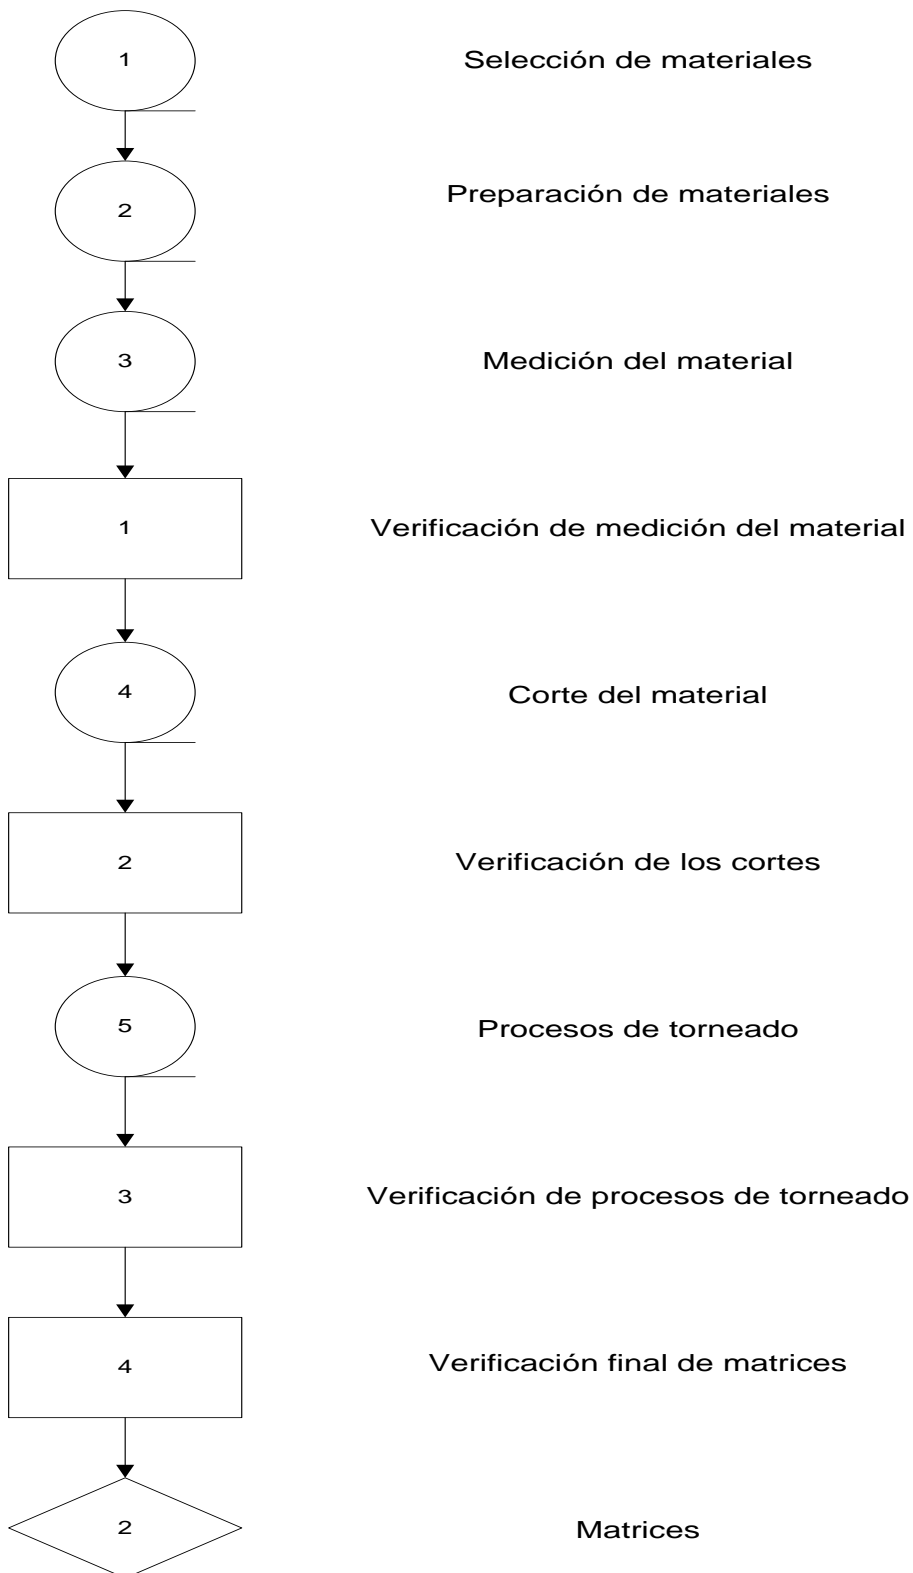 1 Selección de materiales
2 Preparación de materiales
3 Medición del material
1 Verificación de medición del material
4 Corte del material
2 Verificación de los cortes
5 Procesos de torneado
3 Verificación de procesos de torneado
4 Verificación final de matrices
2 Matrices